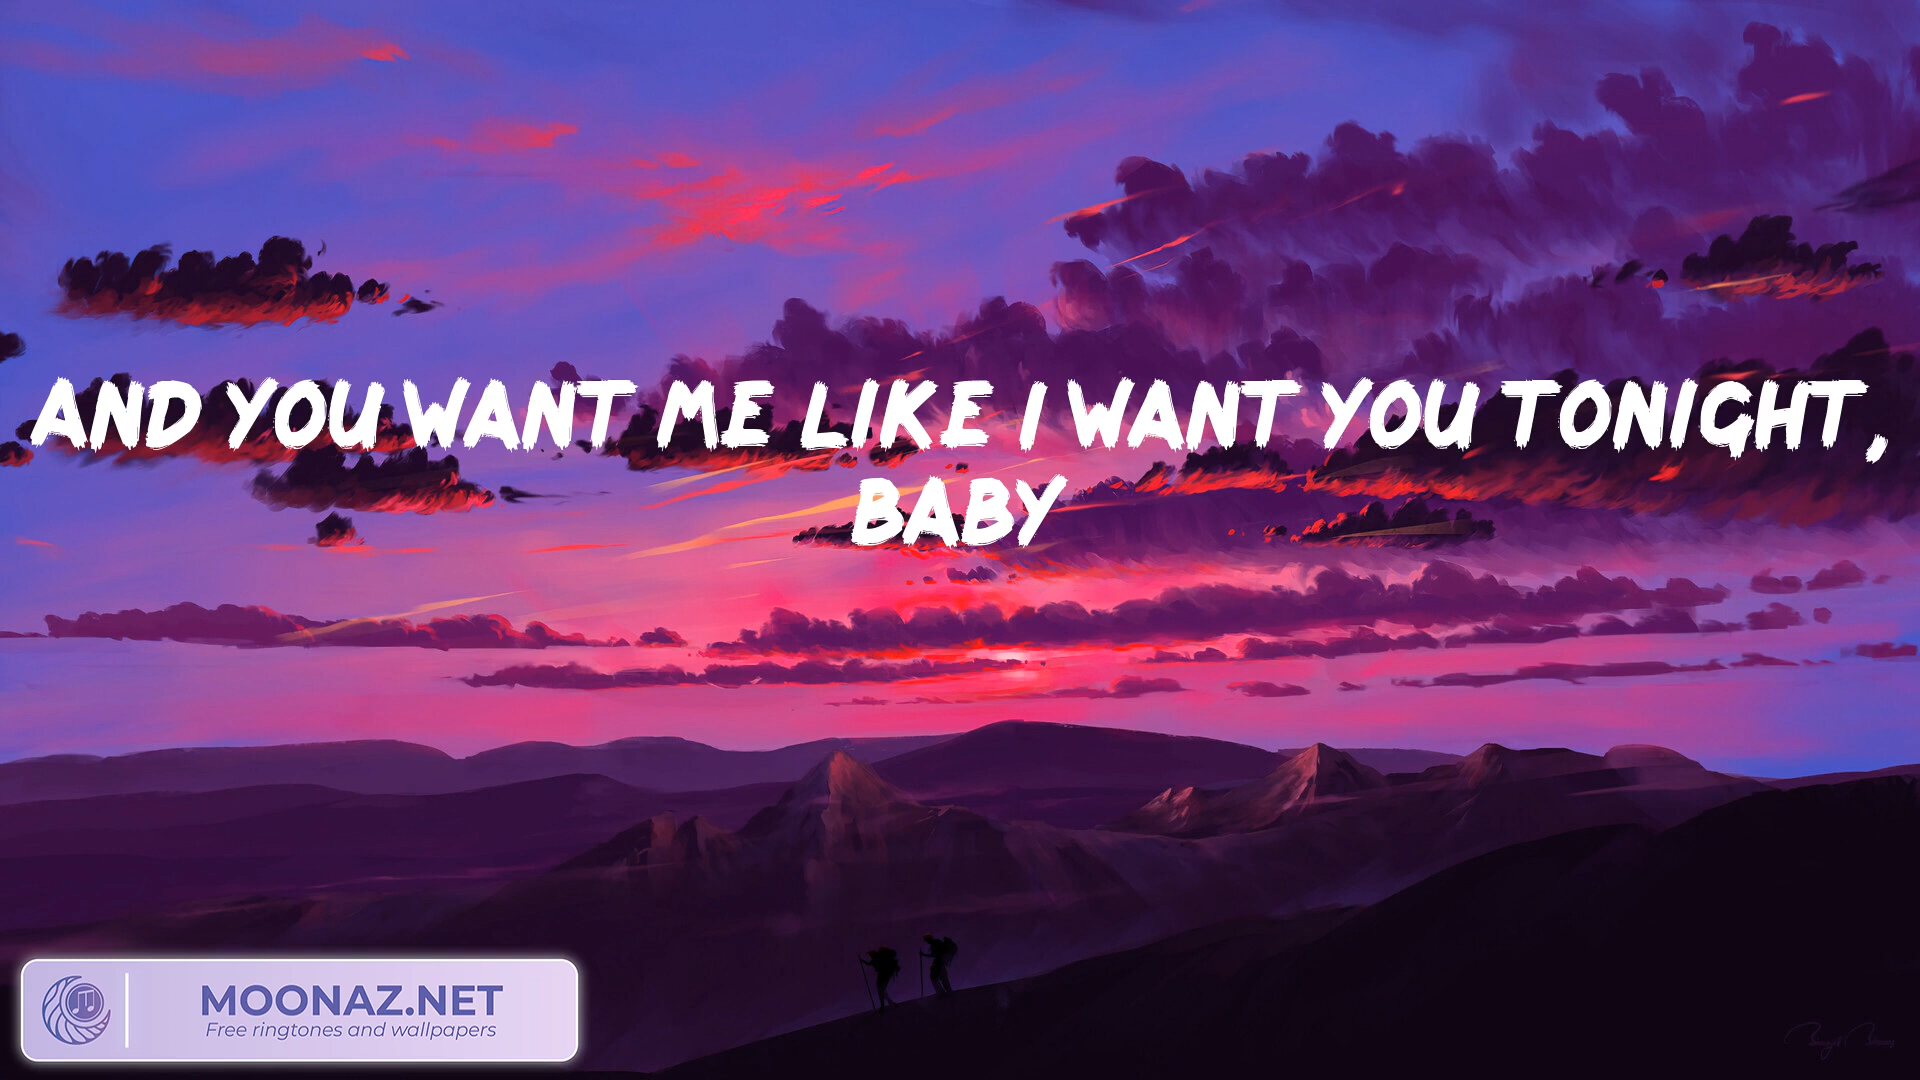 AND YOU WANT ME LIKE I WANT YOU TONIGHT,
BABY
MOONAZ.NET
Free ringtones and wallpapers